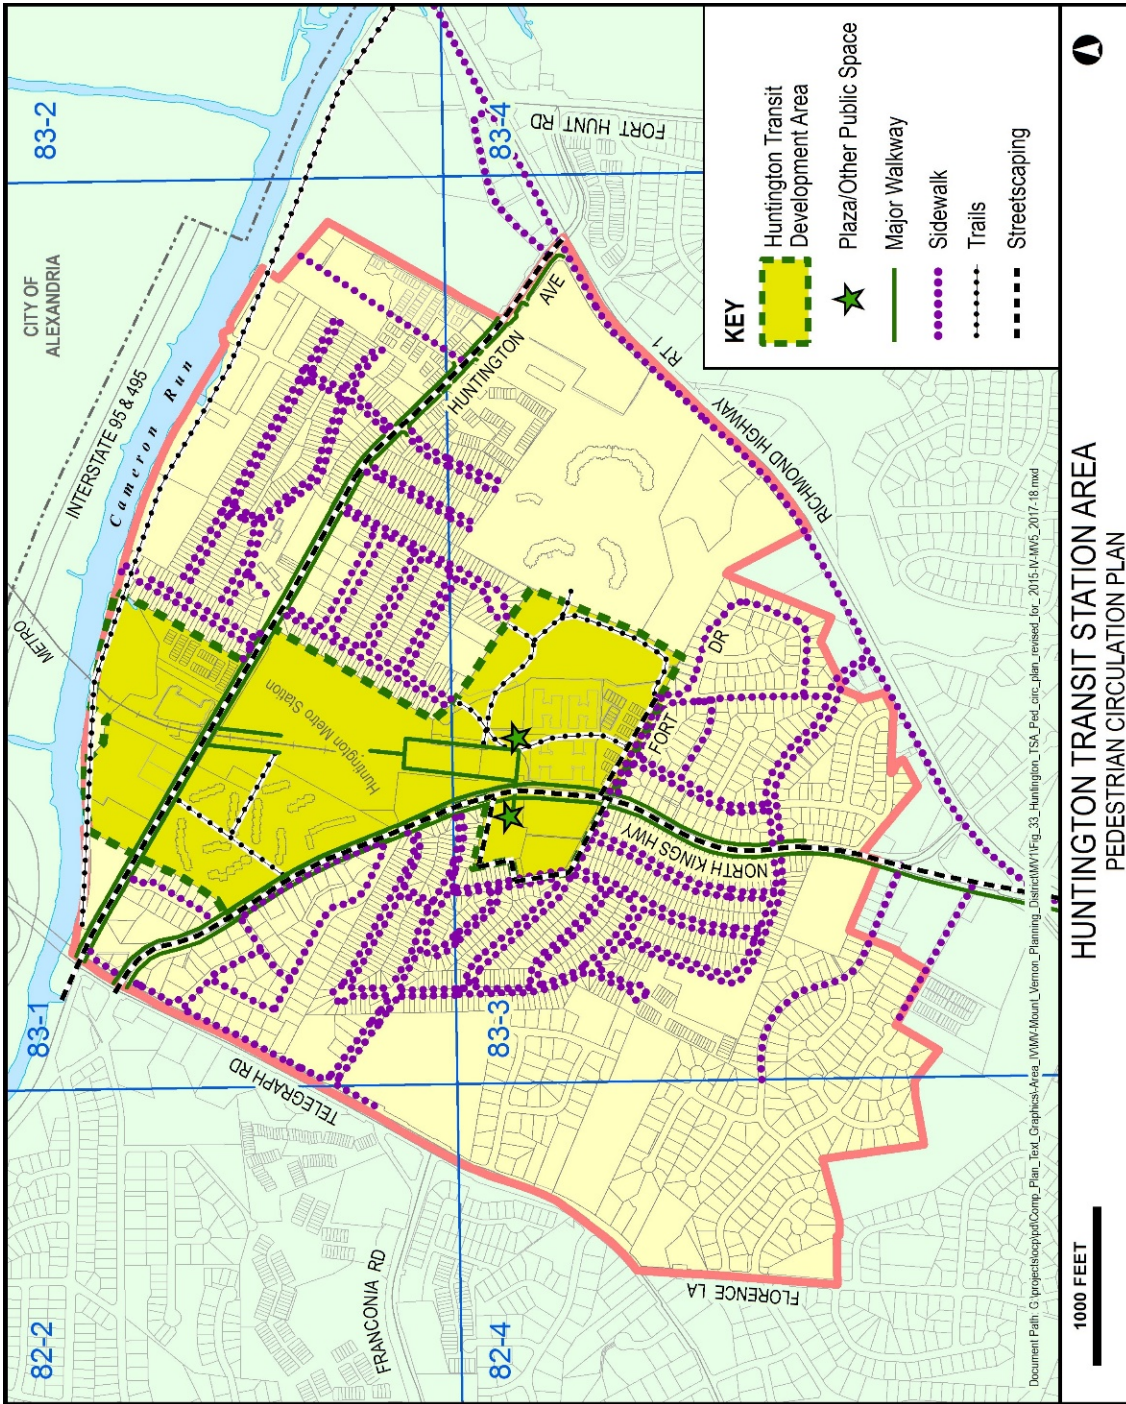 82-2
83-1
83-2
CITY OF
ALEXANDRIA
INTERSTATE 95 & 495
Cameron Run
METRO
Huntington Metro Station
HUNTINGTON AVE
TELEGRAPH RD
FRANCONIA RD
82-4
83-3
83-4
FORT HUNT RD
FORT DR
NORTH KINGS HWY
RT 1
RICHMOND HIGHWAY
FLORENCE LA
KEY
Huntington Transit
Development Area
Plaza/Other Public Space
Major Walkway
Sidewalk
Trails
Streetscaping
1000 FEET
HUNTINGTON TRANSIT STATION AREA
PEDESTRIAN CIRCULATION PLAN